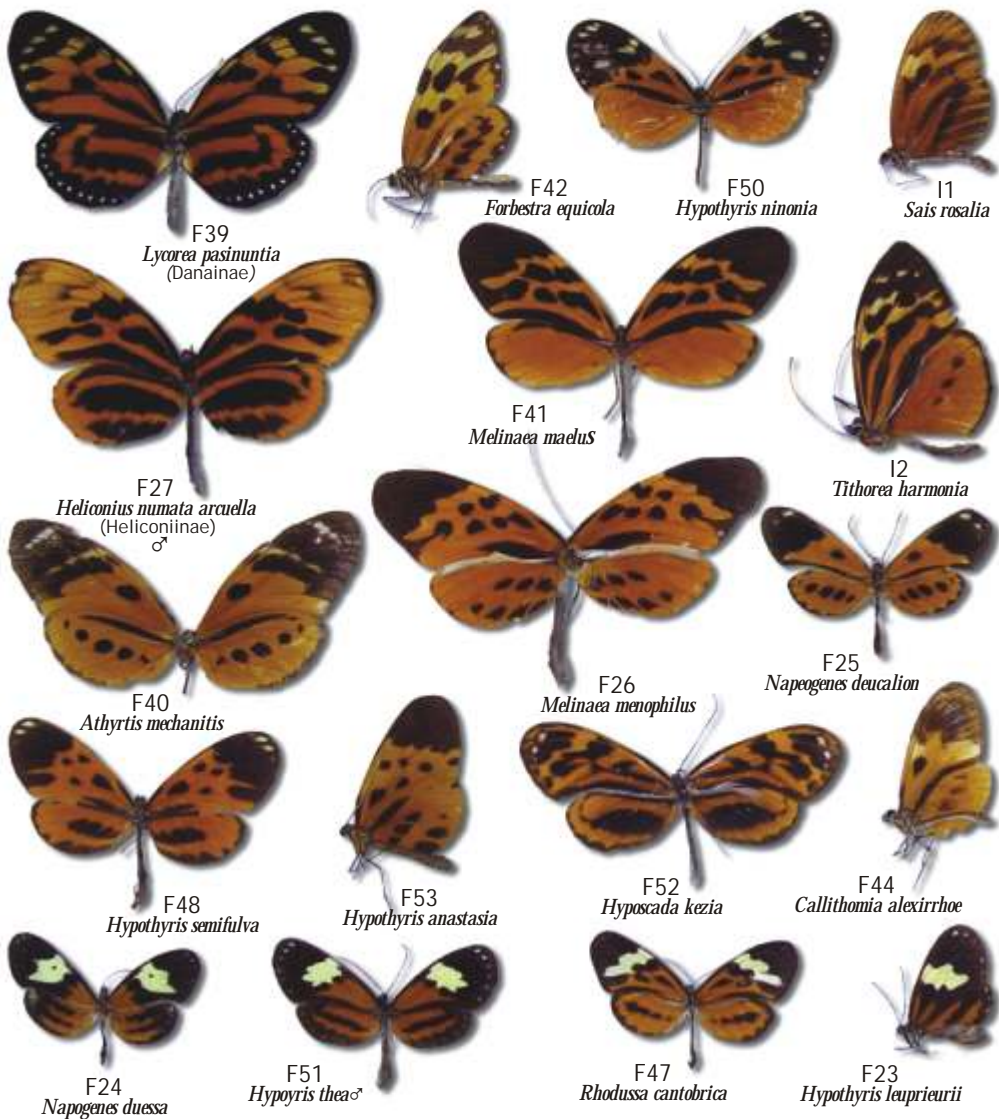 F42
Forbestra equicola
F50
Hypothyris ninonia
I1
Sais rosalia
F39
Lycorea pasinuntia
(Danainae)
F41
Melinaea maelus
I2
Tithorea harmonia
F27
Heliconius numata arcuella
(Heliconiinae)
♂
F40
Athyrtis mechanitis
F26
Melinaea menophilus
F25
Napeogenes deucalion
F48
Hypothyris semifulva
F53
Hypothyris anastasia
F52
Hyposcada kezia
F44
Callithomia alexirrhoe
F24
Napogenes duessa
F51
Hypoyris thea♂
F47
Rhodussa cantobrica
F23
Hypothyris leuprieurii